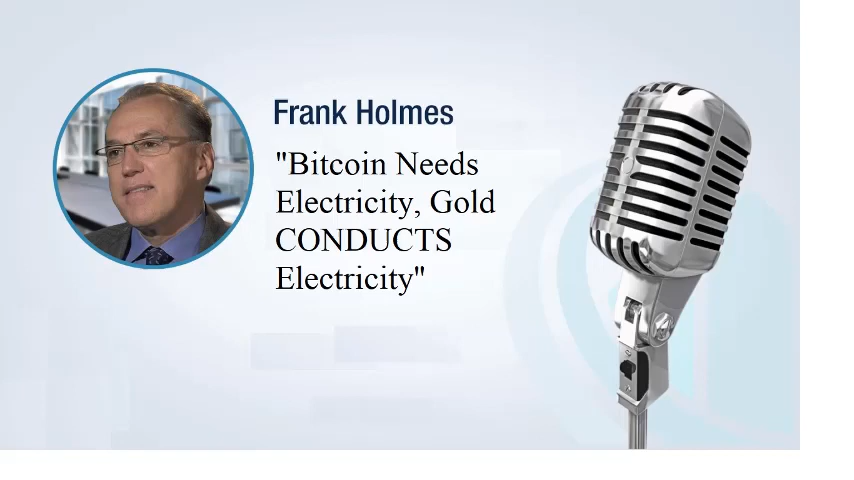 Frank Holmes
"Bitcoin Needs
Electricity, Gold
CONDUCTS
Electricity"